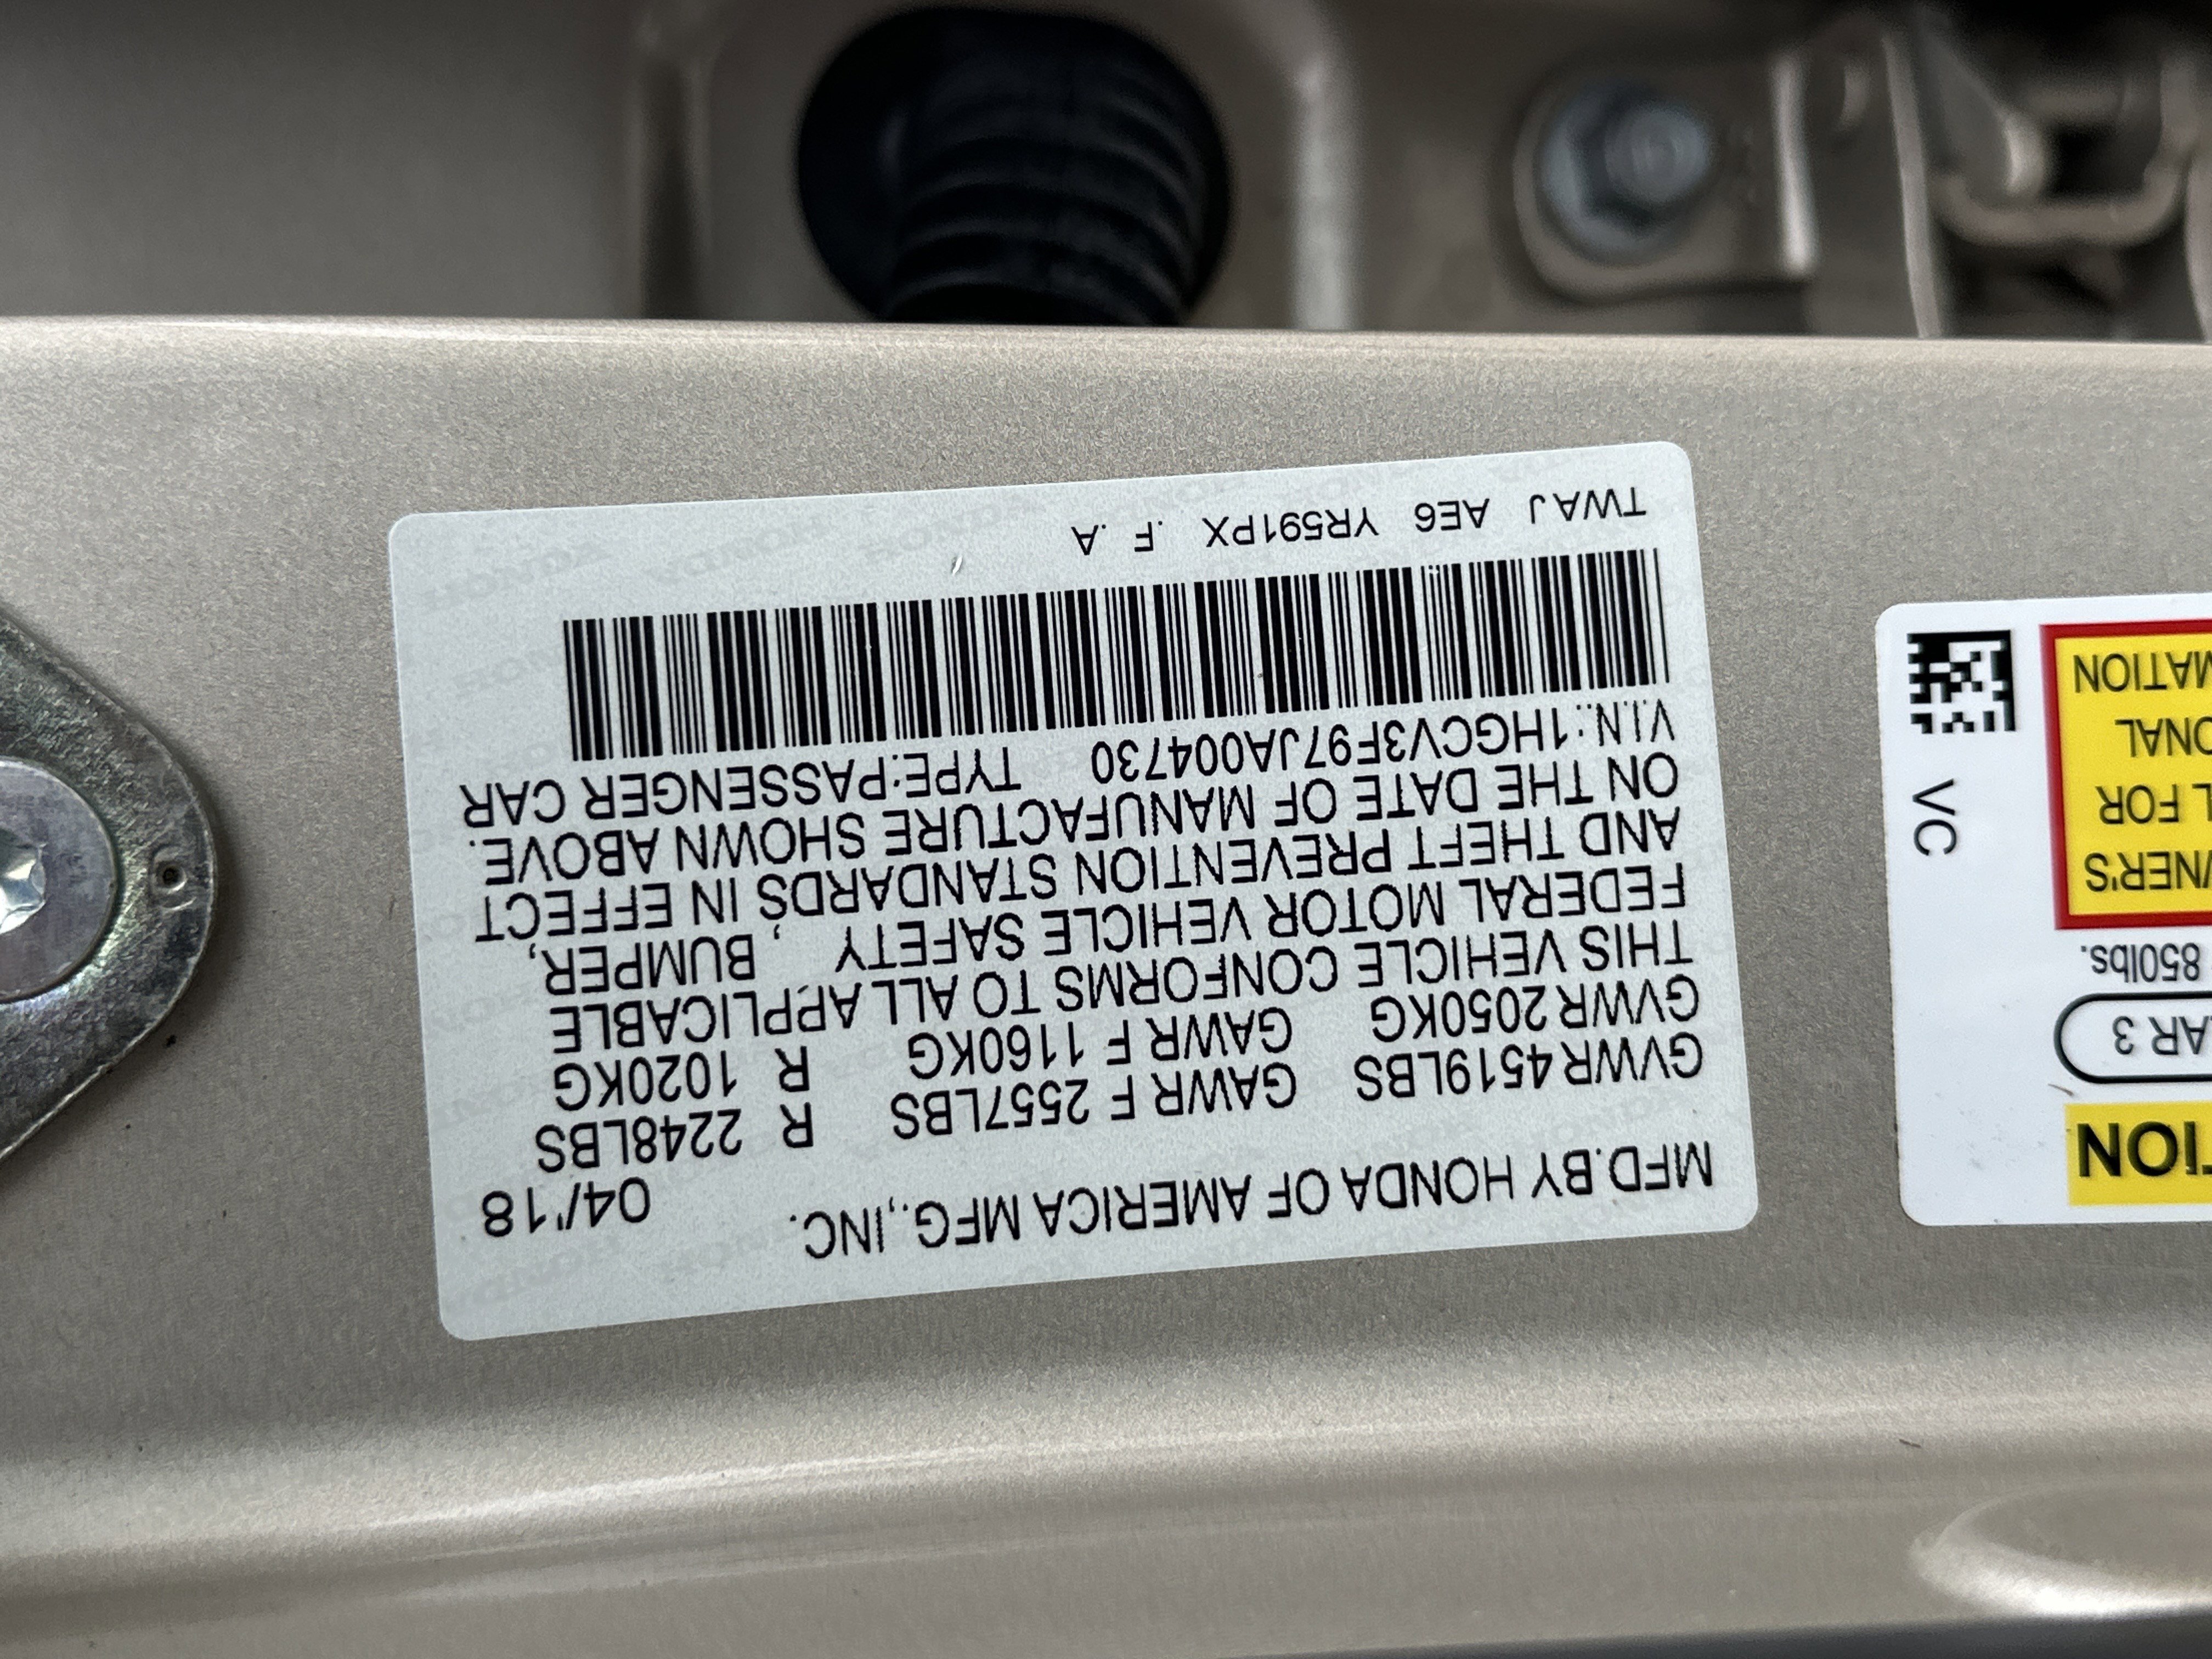 MFD.BY HONDA OF AMERICA MFG.,INC. 04/18
GVWR 4519LBS GAWR F 2557LBS R 2248LBS
GVWR 2050KG GAWR F 1160KG R 1020KG
THIS VEHICLE CONFORMS TO ALL APPLICABLE
FEDERAL MOTOR VEHICLE SAFETY , BUMPER,
AND THEFT PREVENTION STANDARDS IN EFFECT
ON THE DATE OF MANUFACTURE SHOWN ABOVE.
V.I.N.:1HGCV3F97JA004730 TYPE:PASSENGER CAR
TWAJ AE6 YR591PX .F .A
TION
AR 3
850lbs.
NER'S
L FOR
ONAL
MATION
VC